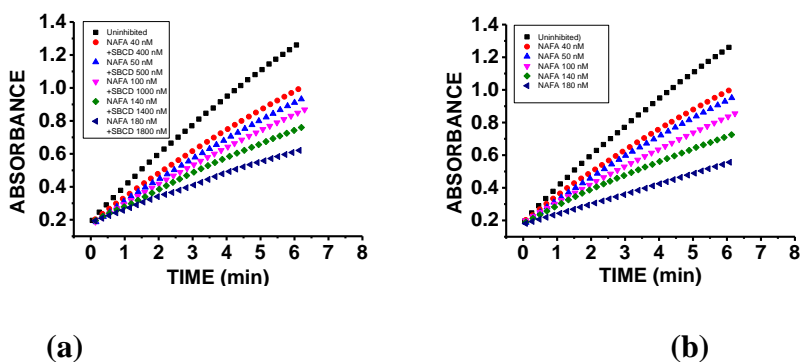 ABSORBANCE
1.4
1.2
1.0
0.8
0.6
0.4
0.2
Uninhibited
NAFA 40 nM
+SBCD 400 nM
NAFA 50 nM
+SBCD 500 nM
NAFA 100 nM
+SBCD 1000 nM
NAFA 140 nM
+SBCD 1400 nM
NAFA 180 nM
+SBCD 1800 nM
0 1 2 3 4 5 6 7 8
TIME (min)
(a)
ABSORBANCE
1.4
1.2
1.0
0.8
0.6
0.4
0.2
Uninhibited)
NAFA 40 nM
NAFA 50 nM
NAFA 100 nM
NAFA 140 nM
NAFA 180 nM
0 1 2 3 4 5 6 7 8
TIME (min)
(b)